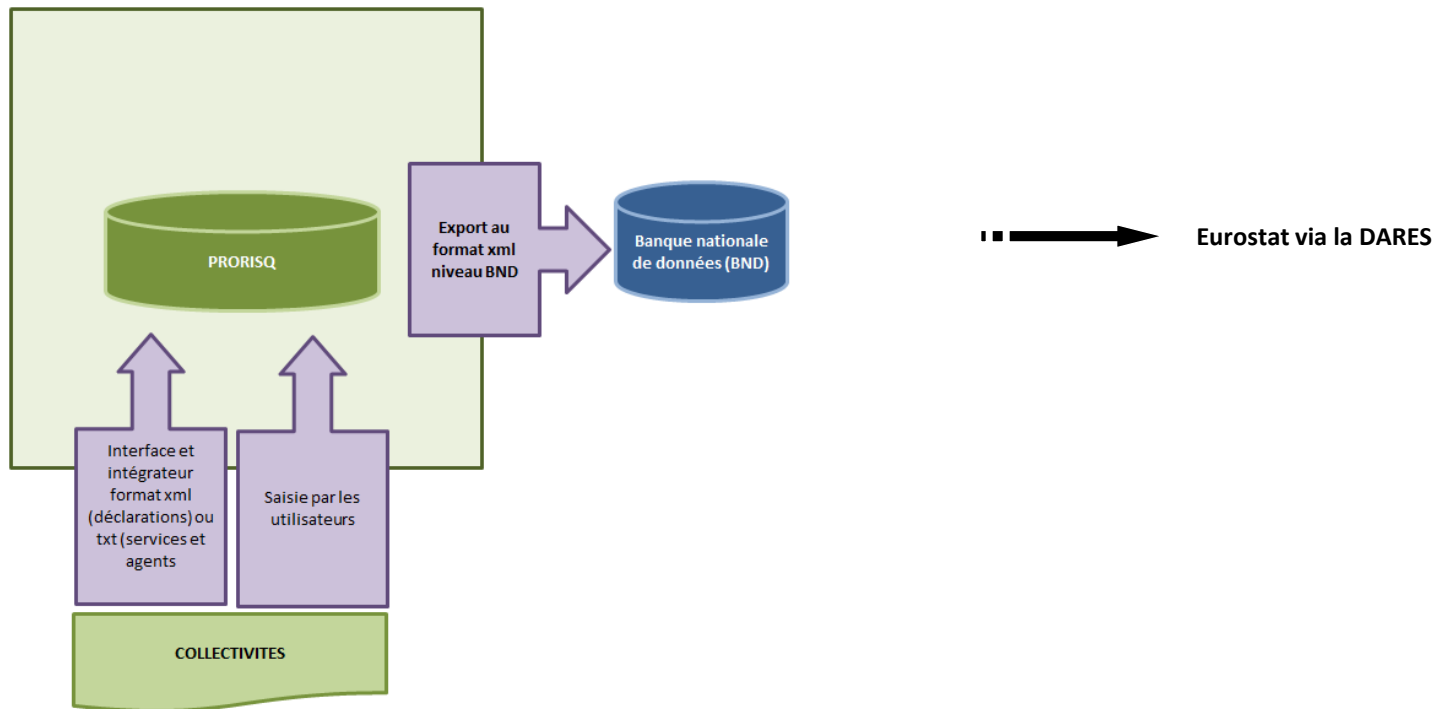 PRORISQ
Export au
format xml
niveau BND
Banque nationale
de données (BND)
Eurostat via la DARES
Interface et
intégrateur
format xml
(déclarations) ou
txt (services et
agents
Saisie par les
utilisateurs
COLLECTIVITES